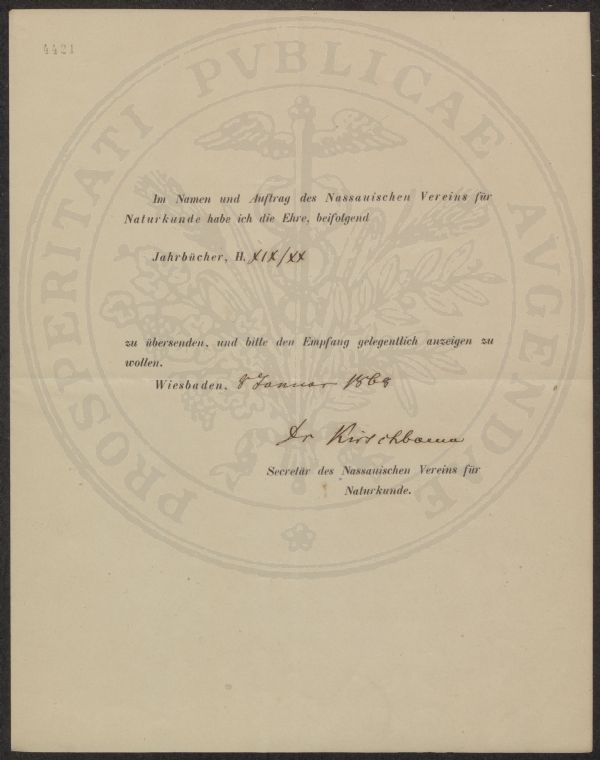 4421
PROSPERITATI PVBLICAE AVGENDAE
Im Namen und Auftrag des Nassauischen Vereins für
Naturkunde habe ich die Ehre, beifolgend
Jahrbücher, H. XIX/XX
zu übersenden, und bitte den Empfang gelegentlich anzeigen zu
wollen.
Wiesbaden, 8 Januar 1868
Dr Kirschbaum
Secretär des Nassauischen Vereins für
Naturkunde.